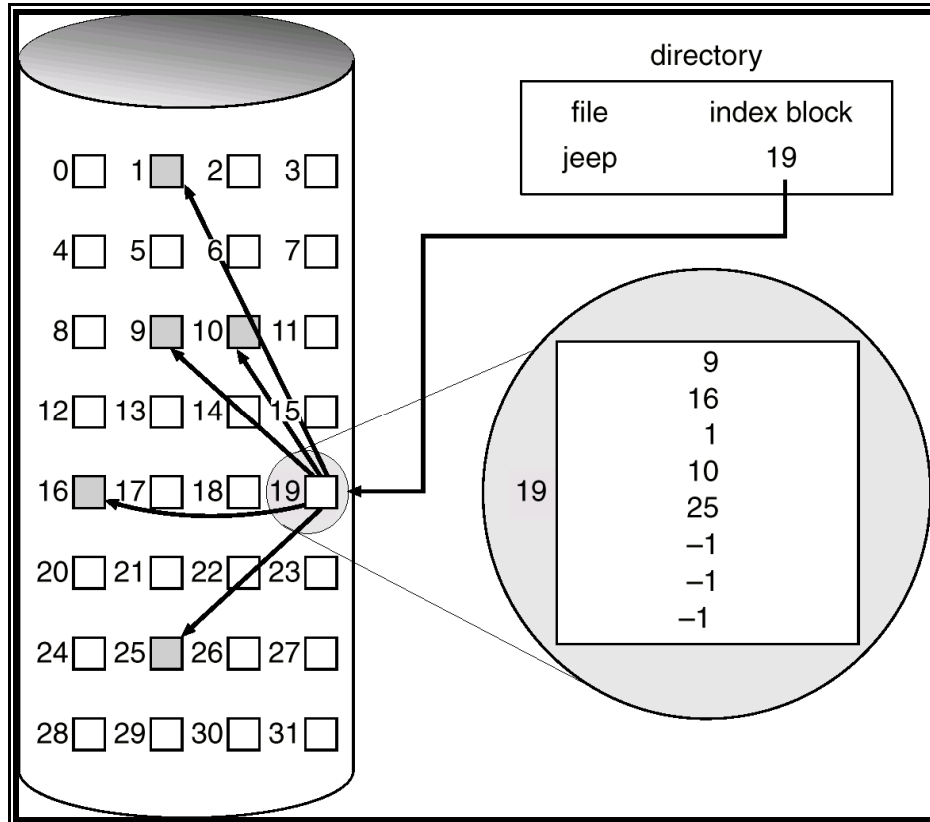 directory
file index block
jeep 19
0 1 2 3
4 5 6 7
8 9 10 11
12 13 14 15
16 17 18 19
20 21 22 23
24 25 26 27
28 29 30 31
19
9
16
1
10
25
–1
–1
–1